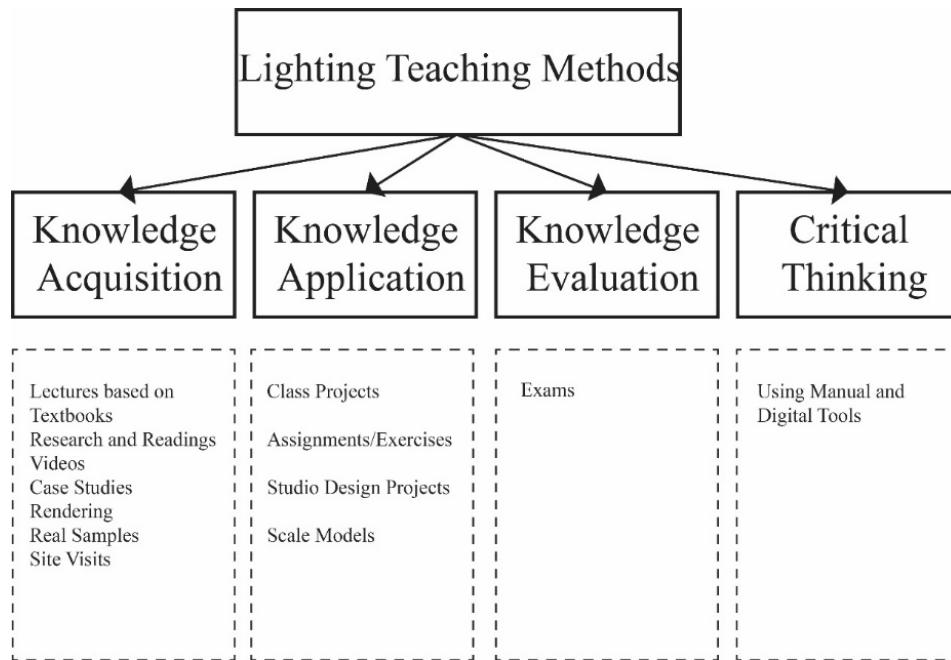 Lighting Teaching Methods
Knowledge
Acquisition
Knowledge
Application
Knowledge
Evaluation
Critical
Thinking
Lectures based on
Textbooks
Research and Readings
Videos
Case Studies
Rendering
Real Samples
Site Visits
Class Projects
Assignments/Exercises
Studio Design Projects
Scale Models
Exams
Using Manual and
Digital Tools